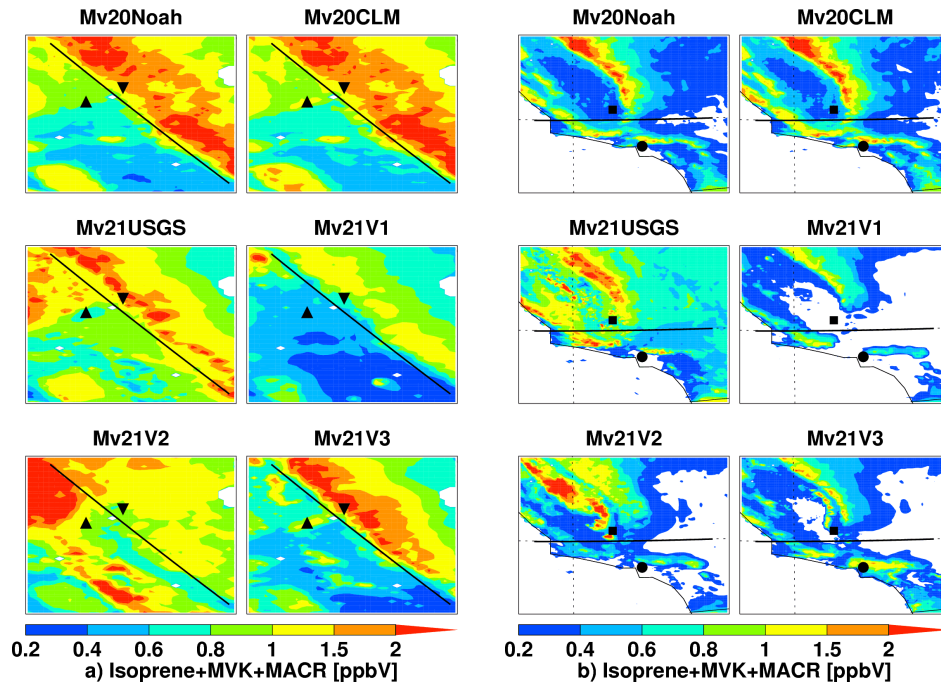 Mv20Noah Mv20CLM Mv20Noah Mv20CLM
Mv21USGS Mv21V1 Mv21USGS Mv21V1
Mv21V2 Mv21V3 Mv21V2 Mv21V3
0.2 0.4 0.6 0.8 1 1.5 2 0.2 0.4 0.6 0.8 1 1.5 2
a) Isoprene+MVK+MACR [ppbV] b) Isoprene+MVK+MACR [ppbV]